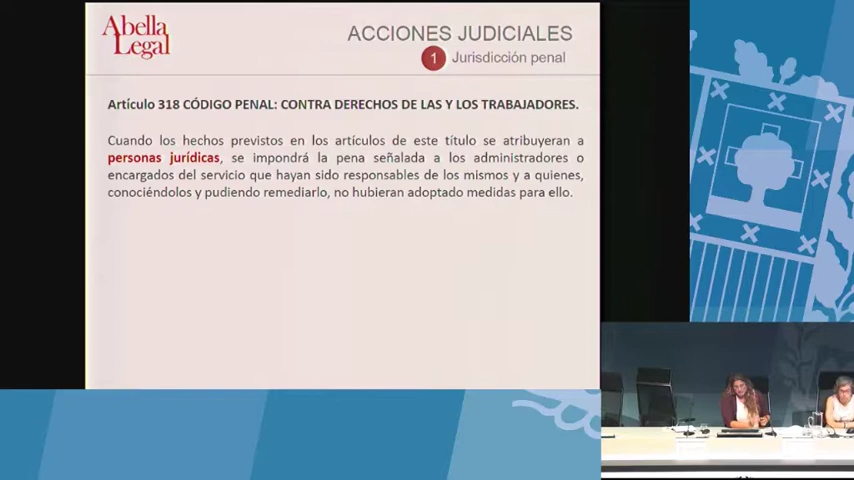 Abella
Legal
ACCIONES JUDICIALES
1 Jurisdicción penal
Artículo 318 CÓDIGO PENAL: CONTRA DERECHOS DE LAS Y LOS TRABAJADORES.
Cuando los hechos previstos en los artículos de este título se atribuyeran a
personas jurídicas, se impondrá la pena señalada a los administradores o
encargados del servicio que hayan sido responsables de los mismos y a quienes,
conociéndolos y pudiendo remediarlo, no hubieran adoptado medidas para ello.